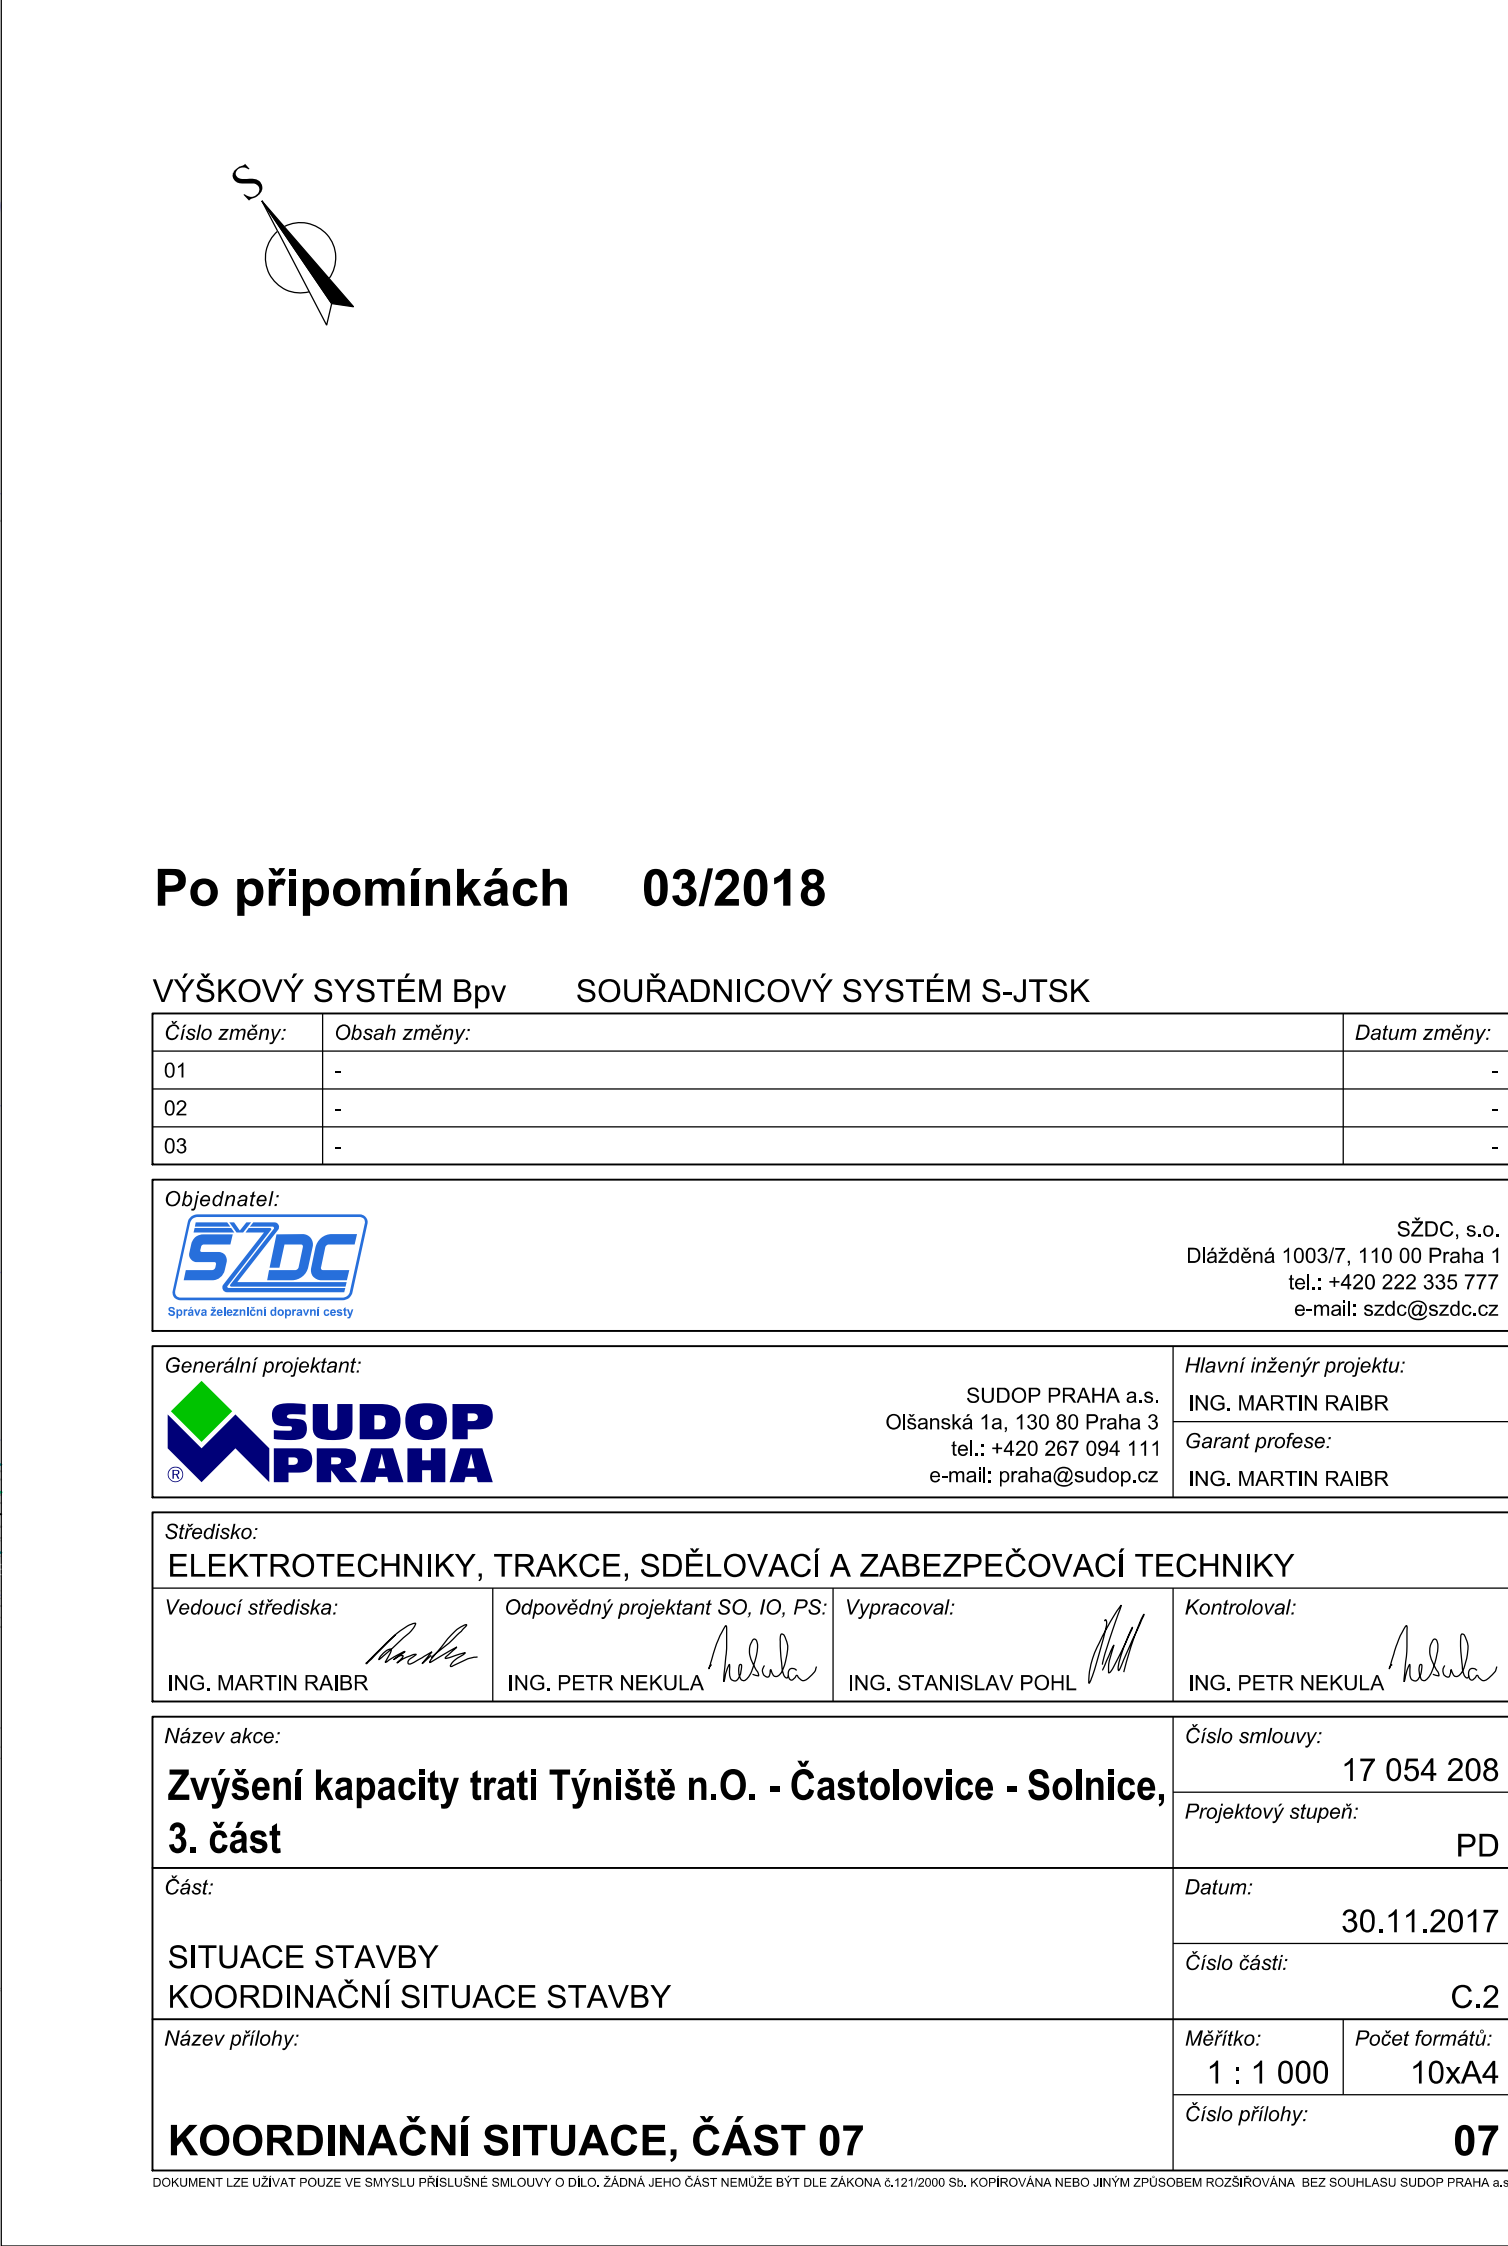 S
Po připomínkách 03/2018
VÝŠKOVÝ SYSTÉM Bpv SOUŘADNICOVÝ SYSTÉM S-JTSK
Číslo změny: Obsah změny: Datum změny:
01 - -
02 - -
03 - -
Objednatel:
SŽDC
Správa železniční dopravní cesty
SŽDC, s.o.
Dlážděná 1003/7, 110 00 Praha 1
tel.: +420 222 335 777
e-mail: szdc@szdc.cz
Generální projektant:
SUDOP
PRAHA
®
SUDOP PRAHA a.s.
Olšanská 1a, 130 80 Praha 3
tel.: +420 267 094 111
e-mail: praha@sudop.cz
Hlavní inženýr projektu:
ING. MARTIN RAIBR
Garant profese:
ING. MARTIN RAIBR
Středisko:
ELEKTROTECHNIKY, TRAKCE, SDĚLOVACÍ A ZABEZPEČOVACÍ TECHNIKY
Vedoucí střediska: Odpovědný projektant SO, IO, PS: Vypracoval: Kontroloval:
ING. MARTIN RAIBR ING. PETR NEKULA ING. STANISLAV POHL ING. PETR NEKULA
Název akce:
Zvýšení kapacity trati Týniště n.O. - Častolovice - Solnice,
3. část
Číslo smlouvy:
17 054 208
Projektový stupeň:
PD
Část:
SITUACE STAVBY
KOORDINAČNÍ SITUACE STAVBY
Datum:
30.11.2017
Číslo části:
C.2
Název přílohy:
KOORDINAČNÍ SITUACE, ČÁST 07
Měřítko: Počet formátů:
1 : 1 000 10xA4
Číslo přílohy:
07
DOKUMENT LZE UŽÍVAT POUZE VE SMYSLU PŘÍSLUŠNÉ SMLOUVY O DÍLO. ŽÁDNÁ JEHO ČÁST NEMŮŽE BÝT DLE ZÁKONA č.121/2000 Sb. KOPÍROVÁNA NEBO JINÝM ZPŮSOBEM ROZŠIŘOVÁNA BEZ SOUHLASU SUDOP PRAHA a.s